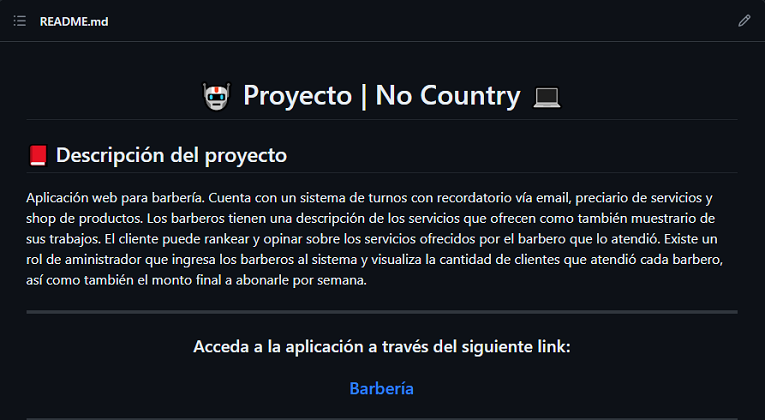 README.md
Proyecto | No Country
Descripción del proyecto
Aplicación web para barbería. Cuenta con un sistema de turnos con recordatorio vía email, preciario de servicios y
shop de productos. Los barberos tienen una descripción de los servicios que ofrecen como también muestrario de
sus trabajos. El cliente puede rankear y opinar sobre los servicios ofrecidos por el barbero que lo atendió. Existe un
rol de aministrador que ingresa los barberos al sistema y visualiza la cantidad de clientes que atendió cada barbero,
así como también el monto final a abonarle por semana.
Acceda a la aplicación a través del siguiente link:
Barbería